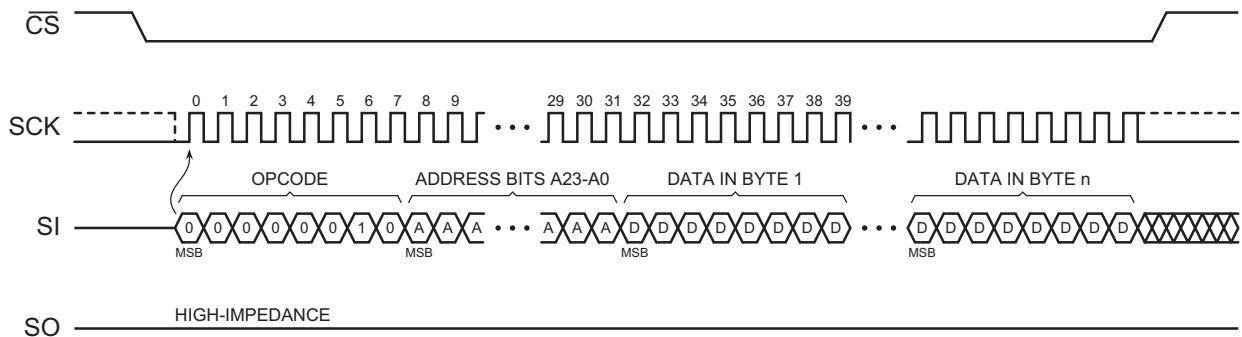 CS
0 1 2 3 4 5 6 7 8 9 29 30 31 32 33 34 35 36 37 38 39
SCK
OPCODE ADDRESS BITS A23-A0 DATA IN BYTE 1 DATA IN BYTE n
SI 0 0 0 0 0 0 1 0 A A A A A A D D D D D D D D D D D D D D D D
MSB MSB MSB MSB
HIGH-IMPEDANCE
SO